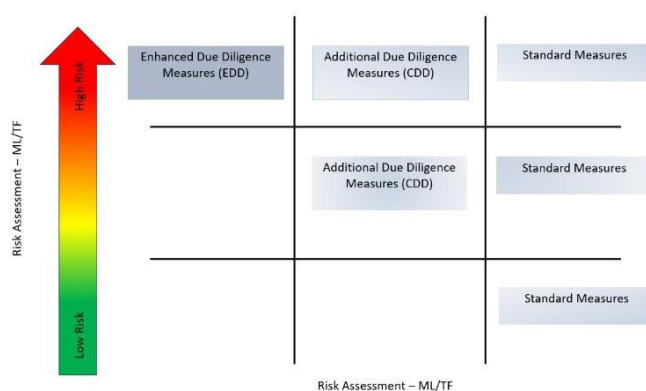 Enhanced Due Diligence
Measures (EDD)
Additional Due Diligence
Measures (CDD)
Standard Measures
High Risk
Risk Assessment – ML/TF
Additional Due Diligence
Measures (CDD)
Standard Measures
Low Risk
Standard Measures
Risk Assessment – ML/TF